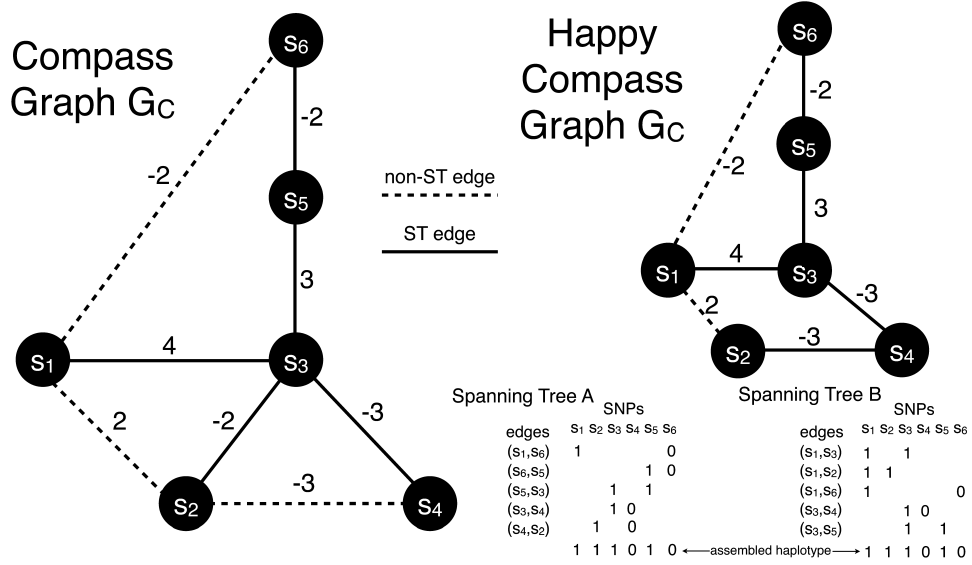 Compass
Graph GC
s6
-2
-2
s5
3
s1
4
s3
2
-2
-3
s2
-3
s4
non-ST edge
ST edge
Happy
Compass
Graph GC
s6
-2
-2
s5
3
s1
4
s3
-3
2
s2
-3
s4
Spanning Tree A
SNPs
edges s1 s2 s3 s4 s5 s6
(s1,s6) 1 0
(s6,s5) 1 0
(s5,s3) 1 1
(s3,s4) 1 0
(s4,s2) 1 0
1 1 1 0 1 0
assembled haplotype
Spanning Tree B
SNPs
edges s1 s2 s3 s4 s5 s6
(s1,s3) 1 1
(s1,s2) 1 1
(s1,s6) 1 0
(s3,s4) 1 0
(s3,s5) 1 1
1 1 1 0 1 0